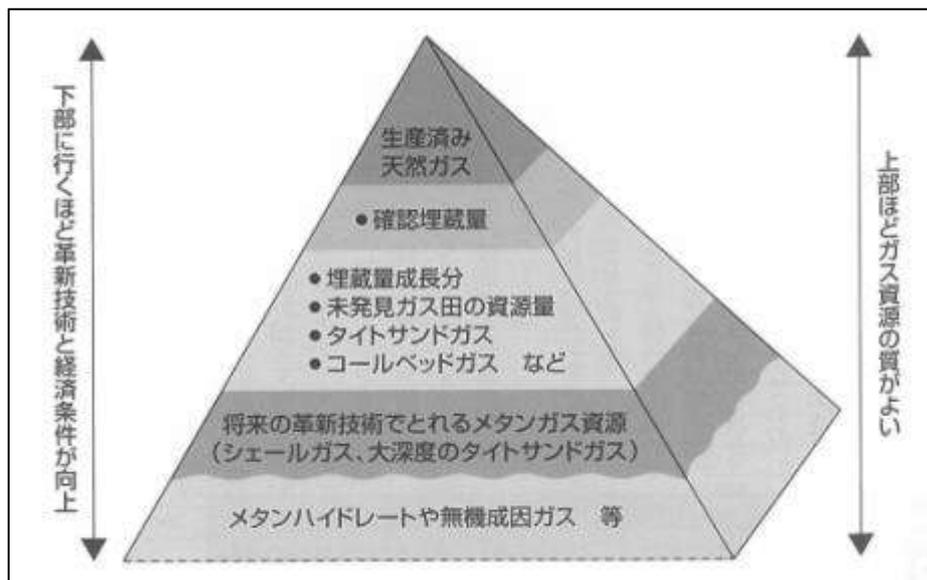 下部に行くほど革新技術と経済条件が向上
生産済み
天然ガス
●確認埋蔵量
●埋蔵量成長分
●未発見ガス田の資源量
●タイトサンドガス
●コールベッドガス　など
将来の革新技術でとれるメタンガス資源
（シェールガス、大深度のタイトサンドガス）
メタンハイドレートや無機成因ガス　等
上部ほどガス資源の質がよい